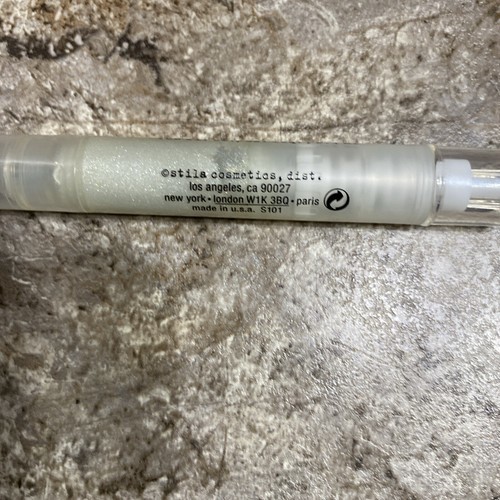 ©stila cosmetics, dist.
los angeles, ca 90027
new york • london W1K 3BQ • paris
made in u.s.a. S101